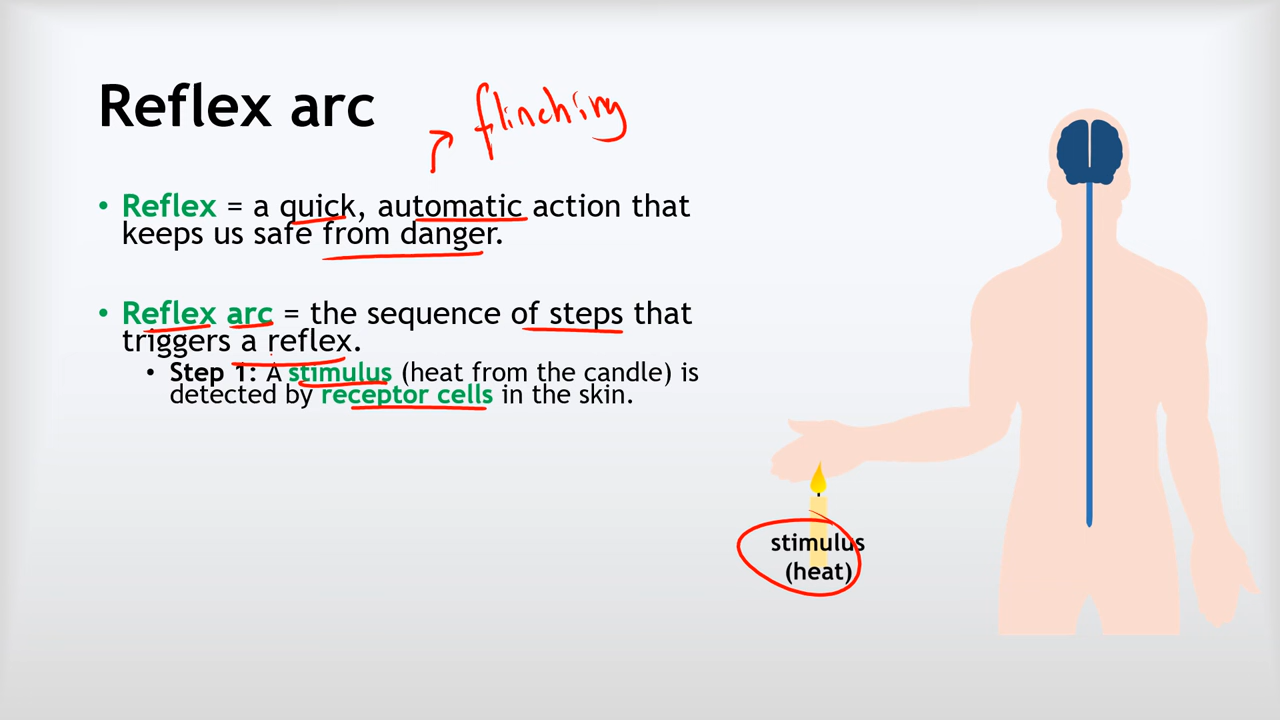 Reflex arc
flinching
• Reflex = a quick, automatic action that
keeps us safe from danger.
• Reflex arc = the sequence of steps that
triggers a reflex.
• Step 1: A stimulus (heat from the candle) is
detected by receptor cells in the skin.
stimulus
(heat)